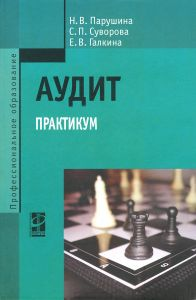 Н. В. Парушина
С. П. Суворова
Е. В. Галкина
АУДИТ
ПРАКТИКУМ
Профессиональное образование